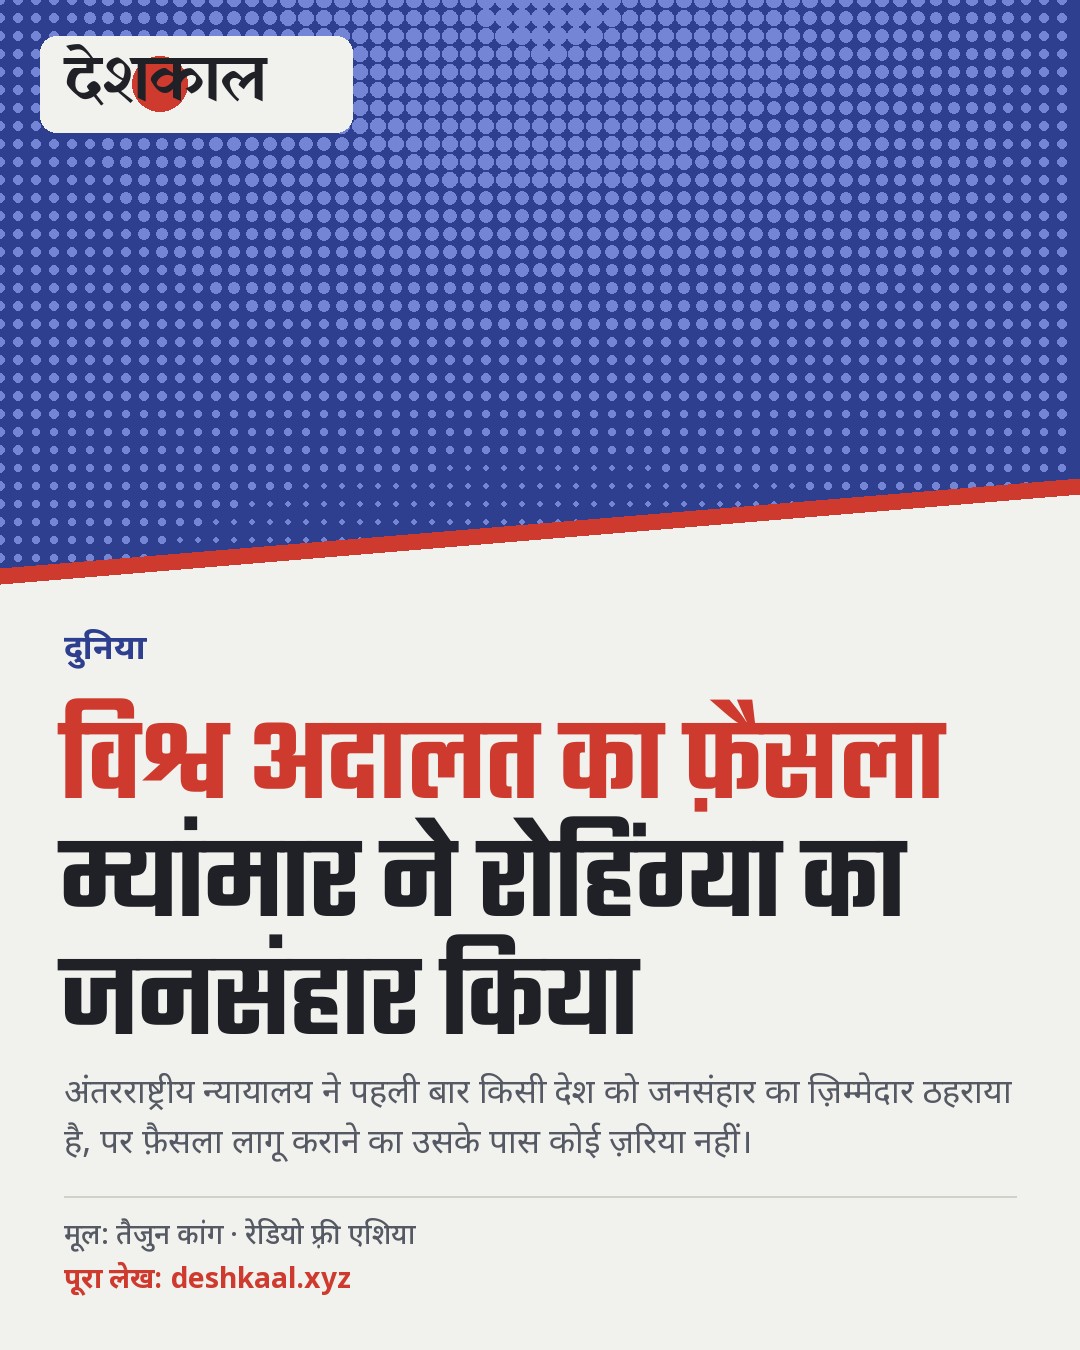 देशकाल
दुनिया
विश्व अदालत का फ़ैसला
म्यांमार ने रोहिंग्या का
जनसंहार किया
अंतरराष्ट्रीय न्यायालय ने पहली बार किसी देश को जनसंहार का ज़िम्मेदार ठहराया
है, पर फ़ैसला लागू कराने का उसके पास कोई ज़रिया नहीं।
मूल: तैजुन कांग · रेडियो फ़्री एशिया
पूरा लेख: deshkaal.xyz